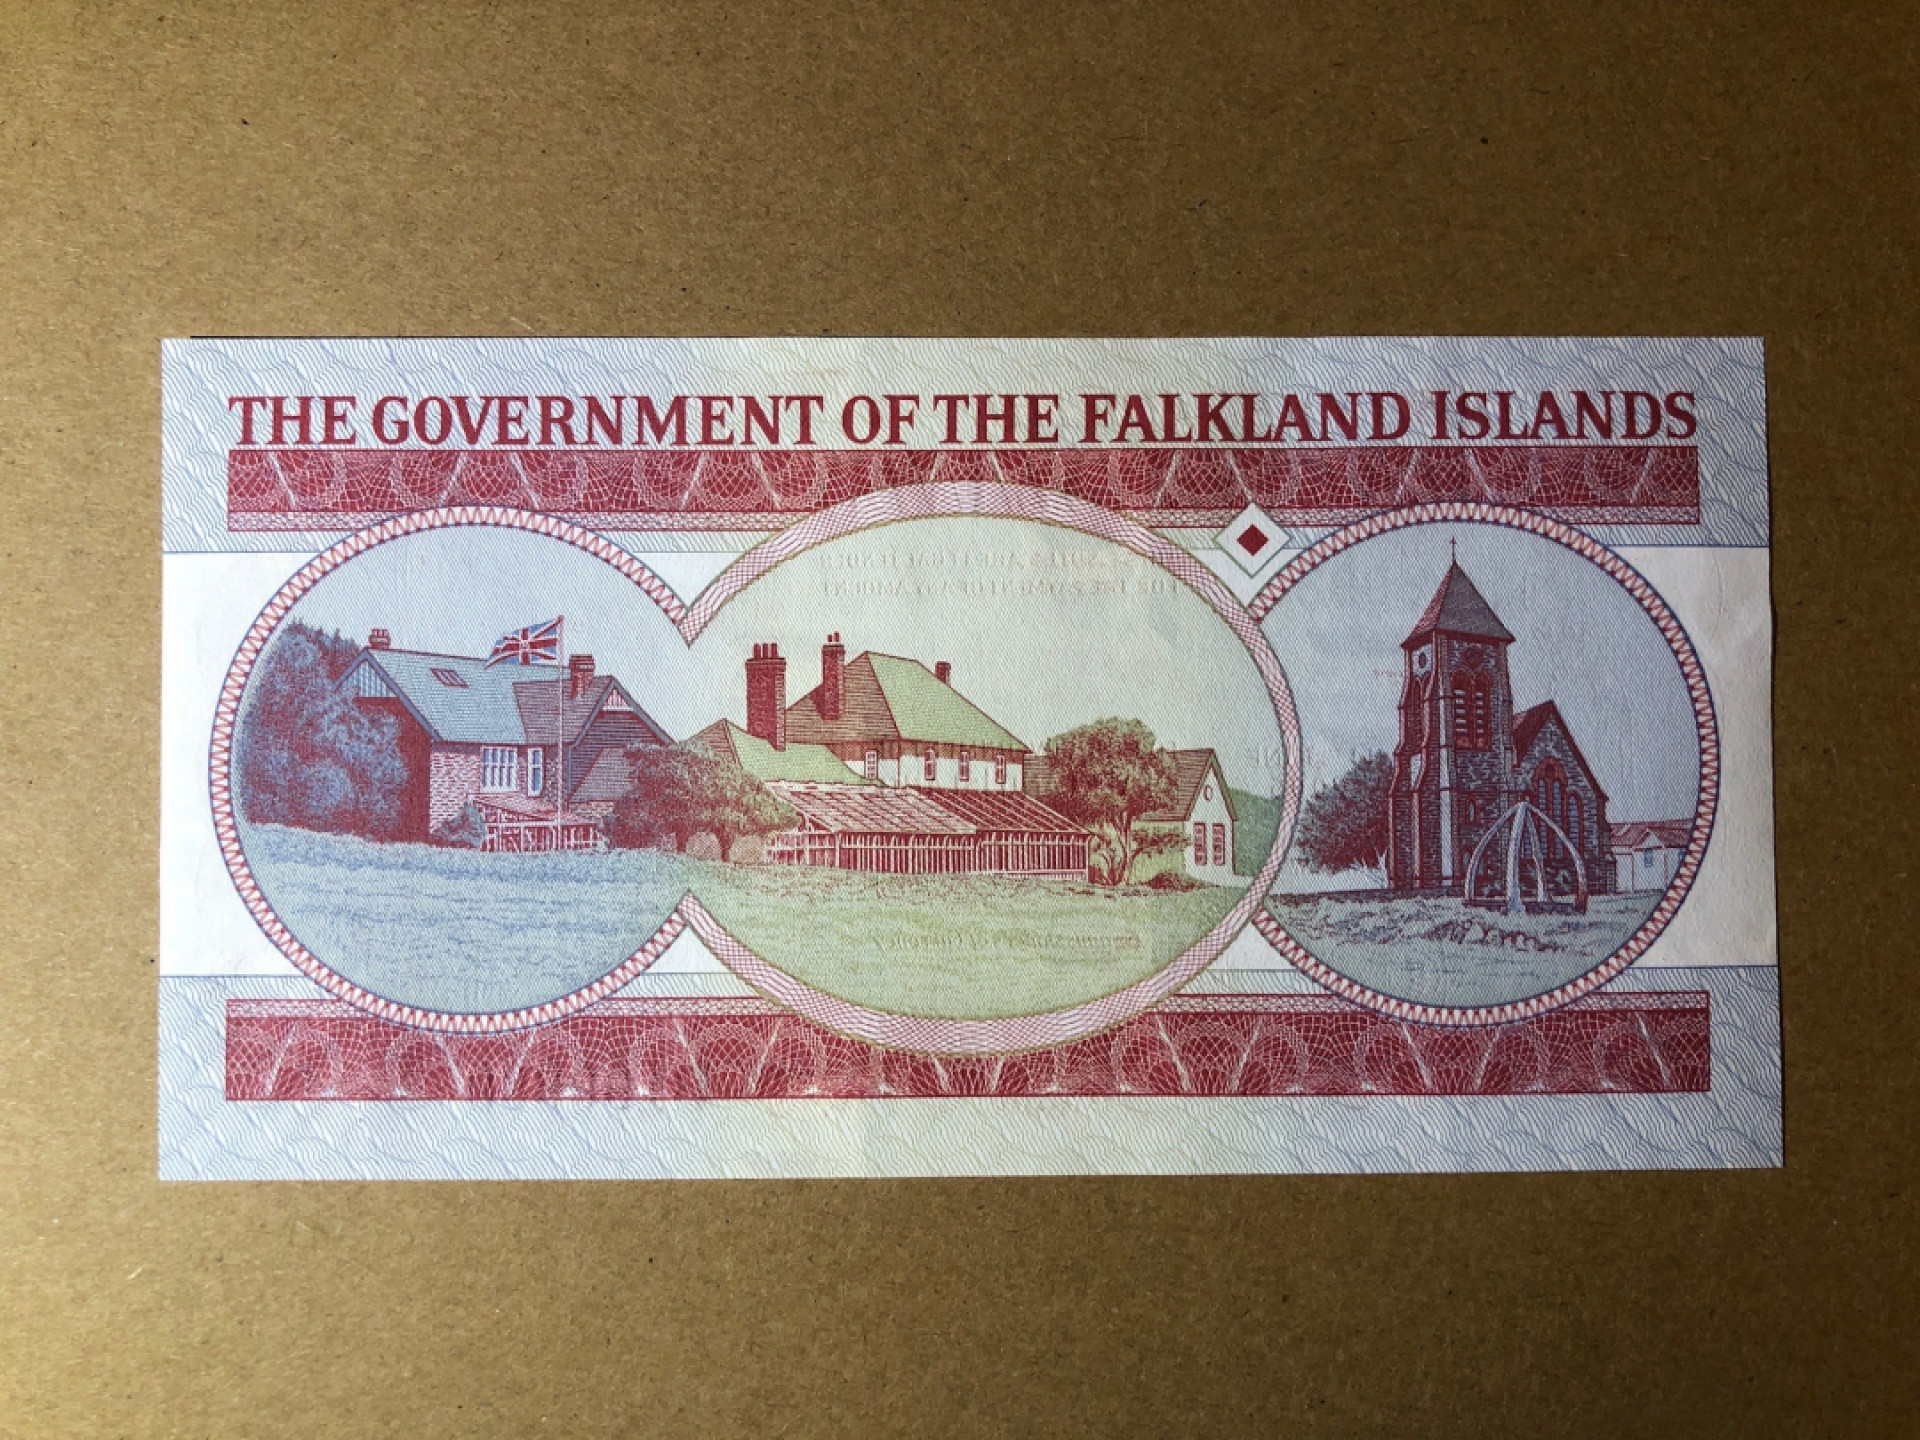 THE GOVERNMENT OF THE FALKLAND ISLANDS